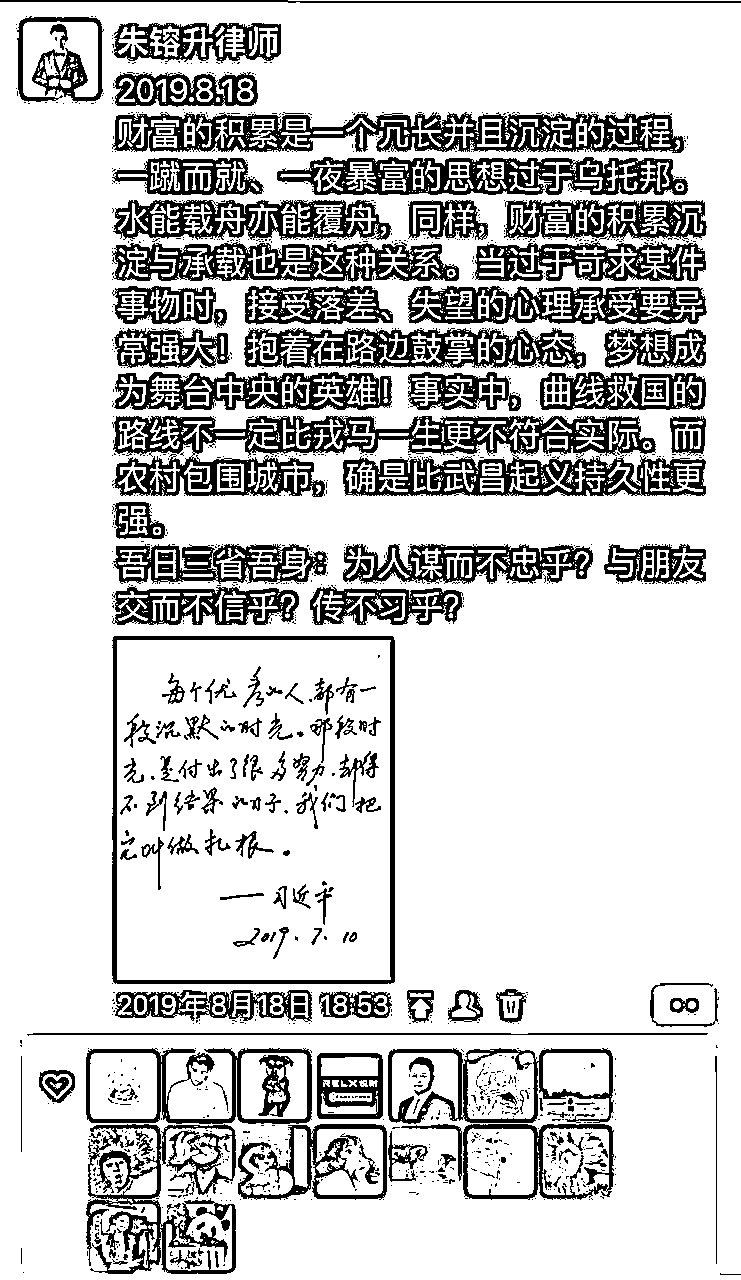 朱镕升律师
2019.8.18
财富的积累是一个冗长并且沉淀的过程，
一蹴而就、一夜暴富的思想过于乌托邦。
水能载舟亦能覆舟，同样，财富的积累沉
淀与承载也是这种关系。当过于苛求某件
事物时，接受落差、失望的心理承受要异
常强大！抱着在路边鼓掌的心态，梦想成
为舞台中央的英雄！事实中，曲线救国的
路线不一定比戎马一生更不符合实际。而
农村包围城市，确是比武昌起义持久性更
强。
吾日三省吾身：为人谋而不忠乎？与朋友
交而不信乎？传不习乎？
每个优秀的人，都有一
段沉默的时光。那段时
光，是付出了很多努力，却得
不到结果的日子，我们把
它叫做扎根。
——习近平
2019.7.10
2019年8月18日 18:53
RELX悦刻